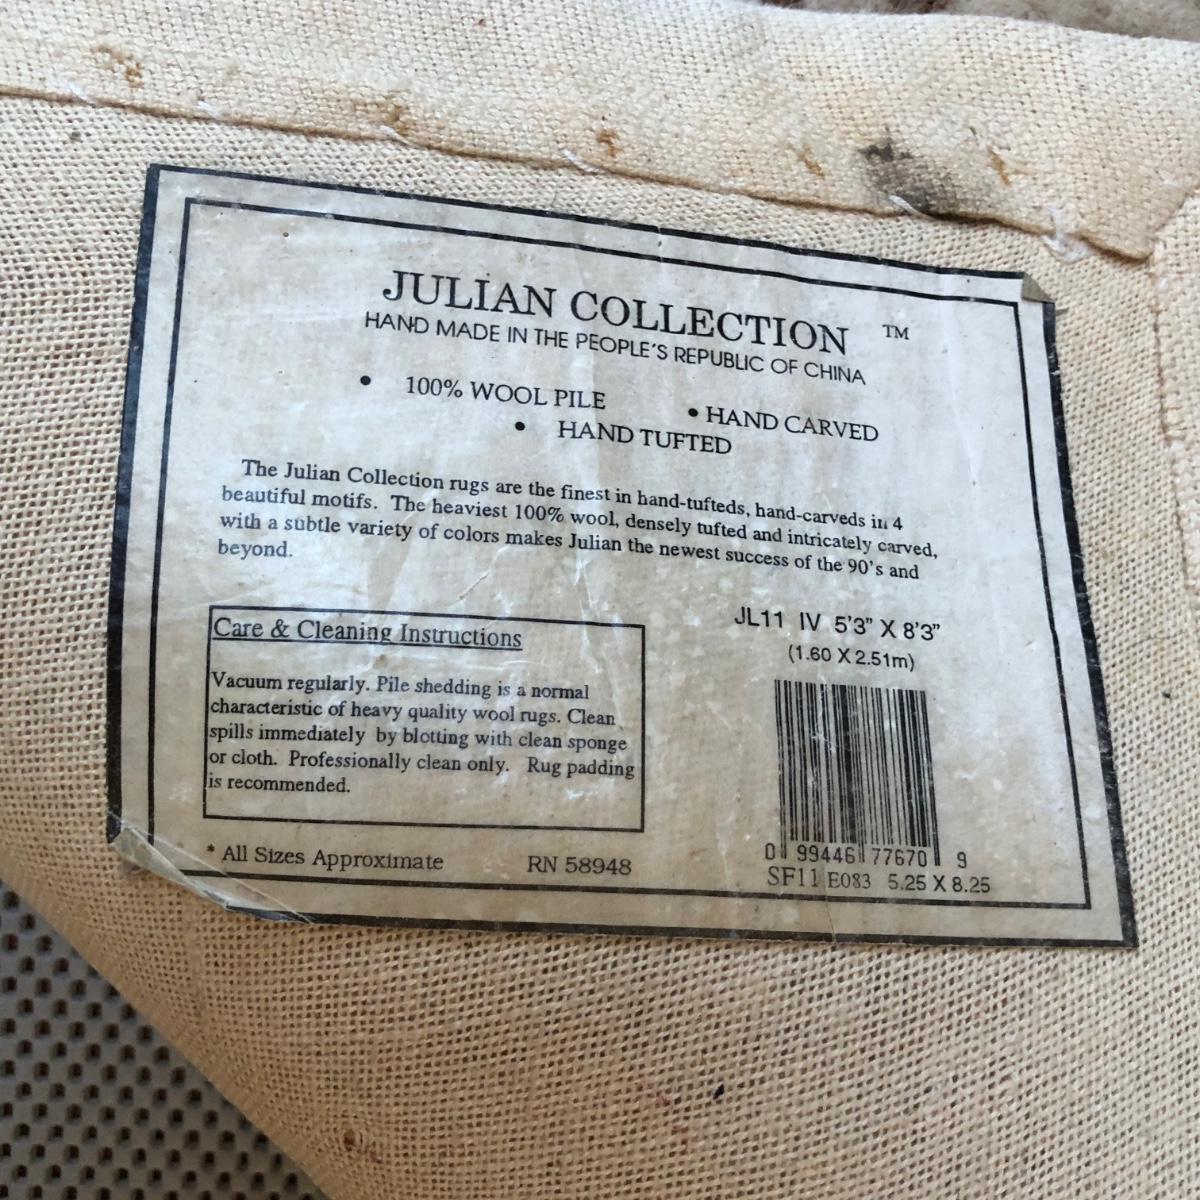 JULIAN COLLECTION ™
HAND MADE IN THE PEOPLE'S REPUBLIC OF CHINA
• 100% WOOL PILE • HAND CARVED
• HAND TUFTED
The Julian Collection rugs are the finest in hand-tufteds, hand-carveds in 4
beautiful motifs. The heaviest 100% wool, densely tufted and intricately carved,
with a subtle variety of colors makes Julian the newest success of the 90's and
beyond.
Care & Cleaning Instructions
Vacuum regularly. Pile shedding is a normal
characteristic of heavy quality wool rugs. Clean
spills immediately by blotting with clean sponge
or cloth. Professionally clean only. Rug padding
is recommended.
* All Sizes Approximate RN 58948
JL11 IV 5'3" X 8'3"
(1.60 X 2.51m)
0 99446 77670 9
SF11 E083 5.25 X 8.25